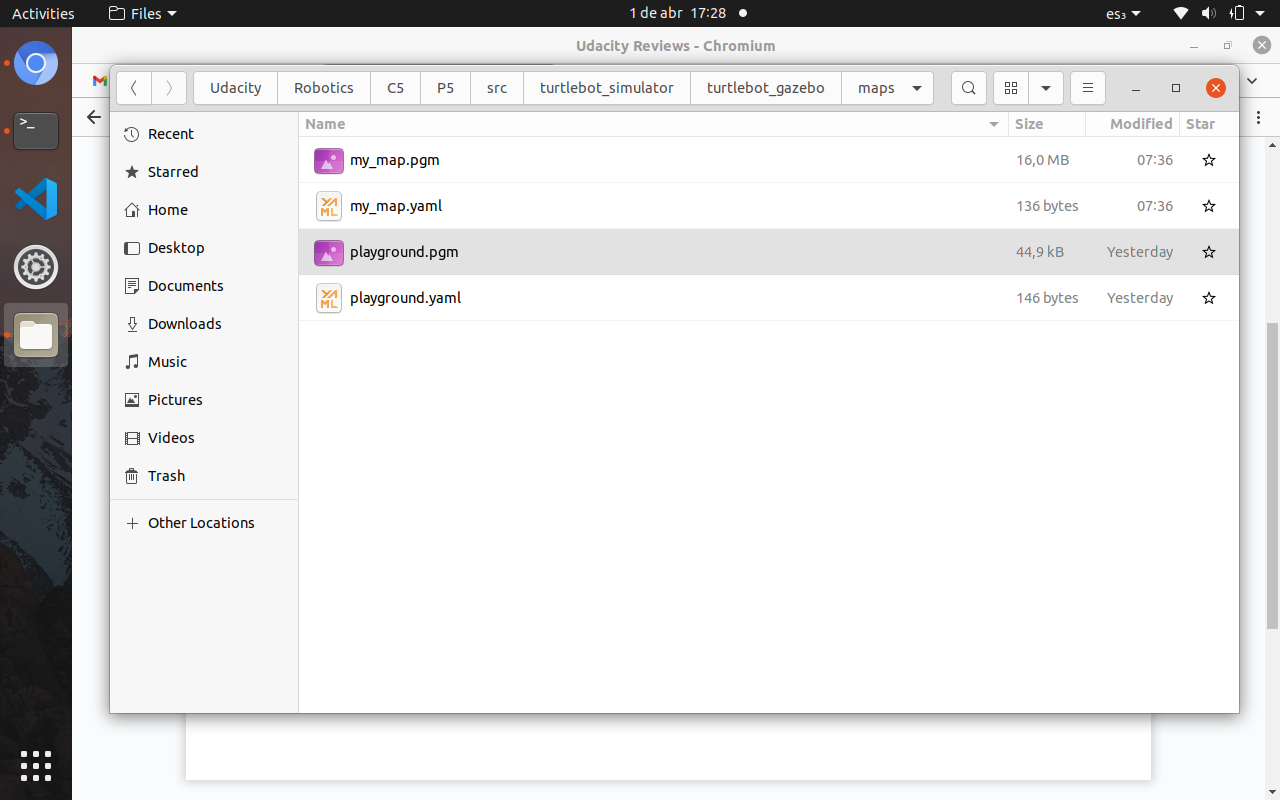 Activities Files 1 de abr 17:28 es₃
Udacity Reviews - Chromium
Udacity Robotics C5 P5 src turtlebot_simulator turtlebot_gazebo maps
Name Size Modified Star
Recent
Starred
Home
Desktop
Documents
Downloads
Music
Pictures
Videos
Trash
Other Locations
my_map.pgm 16,0 MB 07:36
my_map.yaml 136 bytes 07:36
playground.pgm 44,9 kB Yesterday
playground.yaml 146 bytes Yesterday